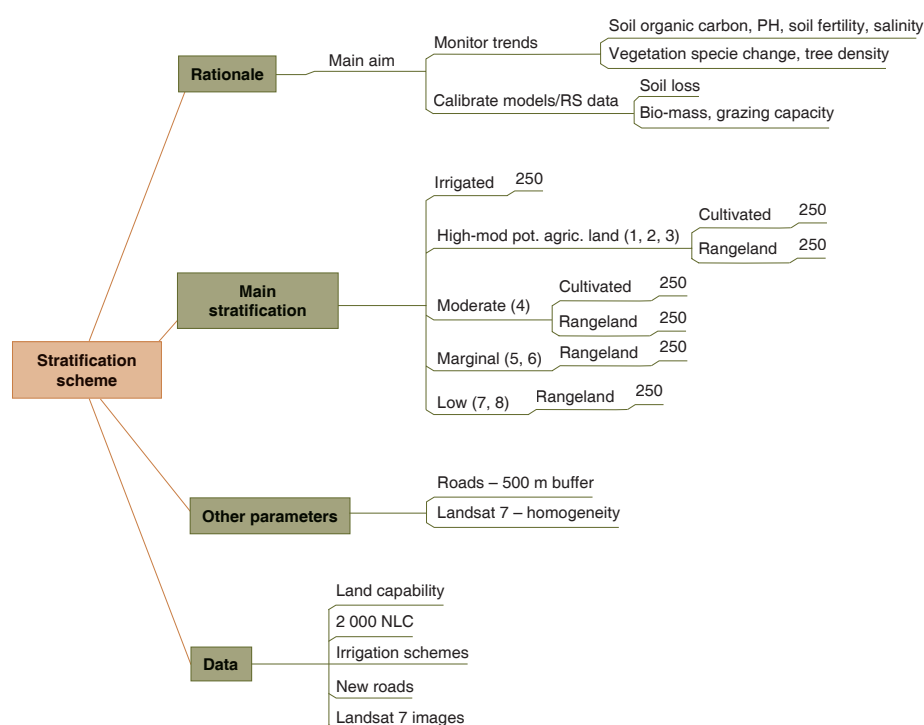 Rationale
Main aim
Monitor trends
Soil organic carbon, PH, soil fertility, salinity
Vegetation specie change, tree density
Calibrate models/RS data
Soil loss
Bio-mass, grazing capacity
Stratification
scheme
Main
stratification
Irrigated 250
High-mod pot. agric. land (1, 2, 3)
Cultivated 250
Rangeland 250
Moderate (4)
Cultivated 250
Rangeland 250
Marginal (5, 6) Rangeland 250
Low (7, 8) Rangeland 250
Other parameters
Roads – 500 m buffer
Landsat 7 – homogeneity
Data
Land capability
2 000 NLC
Irrigation schemes
New roads
Landsat 7 images